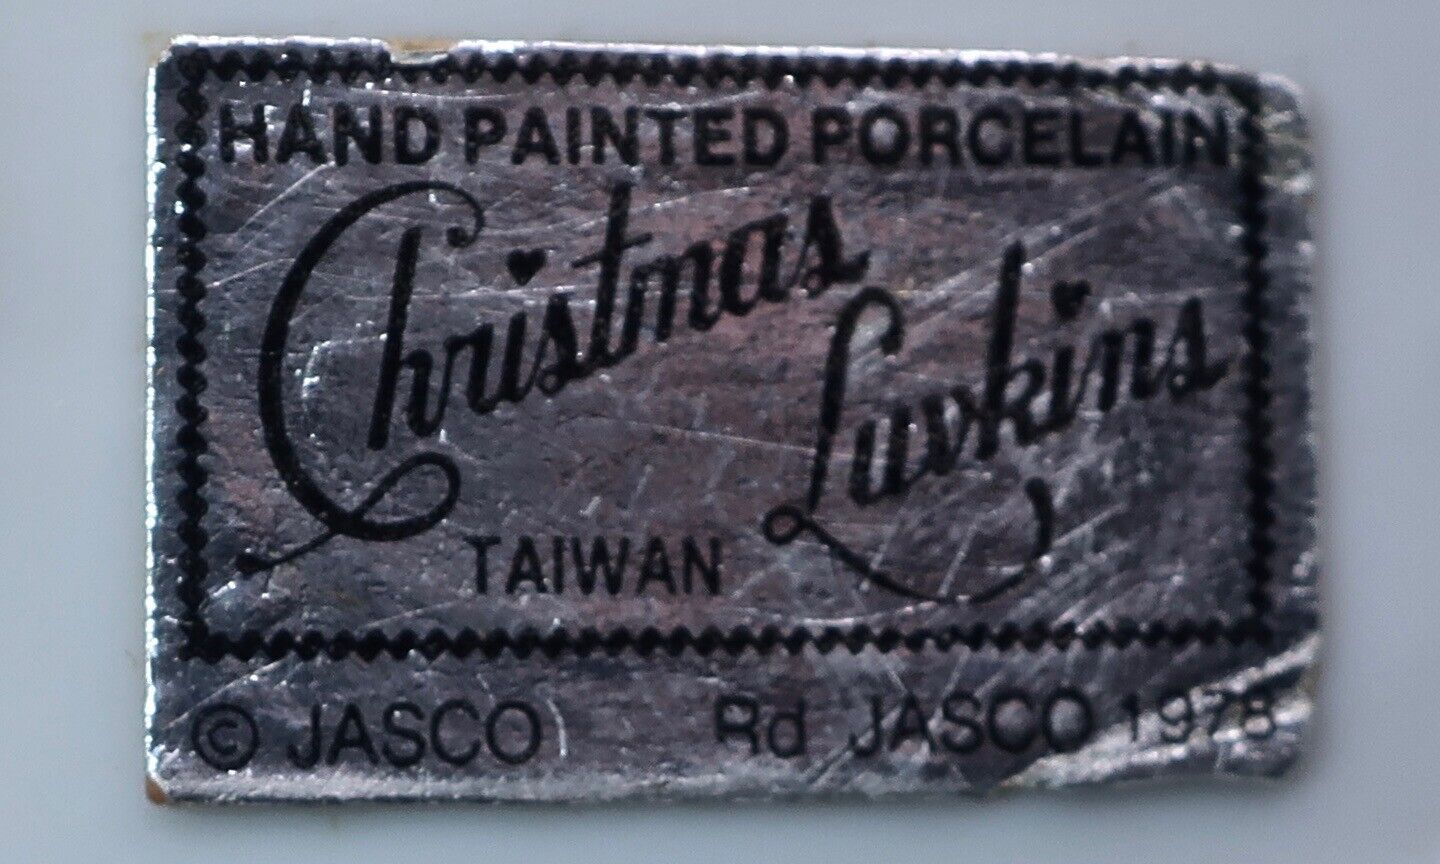 HAND PAINTED PORCELAIN
Christmas
Luvkins
TAIWAN
© JASCO Rd JASCO 1978